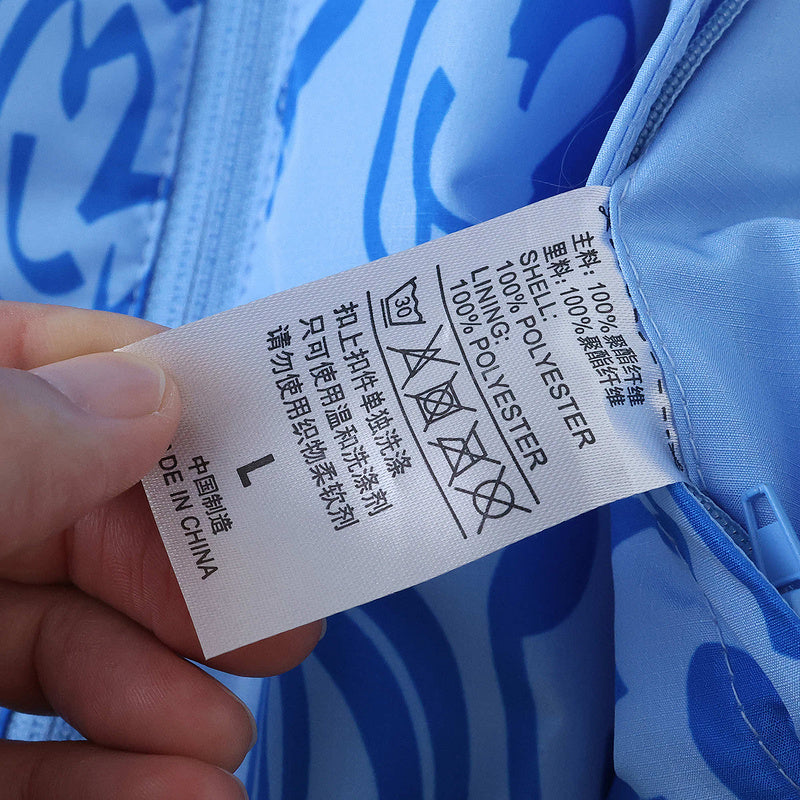 主料: 100%聚酯纤维
里料: 100%聚酯纤维
SHELL:
100% POLYESTER
LINING:
100% POLYESTER
30
扣上扣件单独洗涤
只可使用温和洗涤剂
请勿使用织物柔软剂
L
中国制造
DE IN CHINA